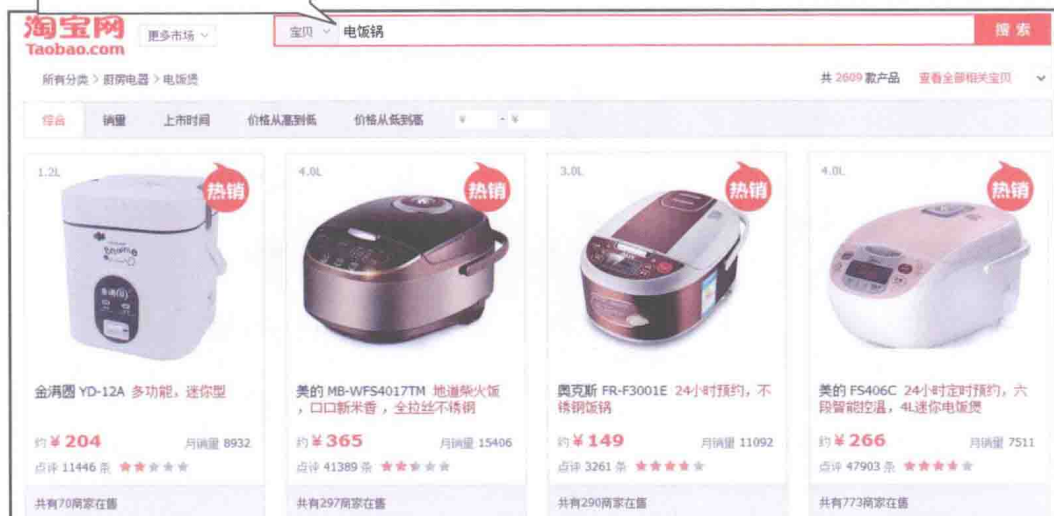 淘宝网
Taobao.com
更多市场
宝贝 电饭锅
搜索
所有分类 > 厨房电器 > 电饭煲
共 2609 款产品 查看全部相关宝贝
综合 销量 上市时间 价格从高到低 价格从低到高 ¥ - ¥
1.2L
热销
金满圆 YD-12A 多功能，迷你型
约 ¥ 204 月销量 8932
点评 11446 条
共有70商家在售
4.0L
热销
美的 MB-WFS4017TM 地道柴火饭
，口口新米香，全拉丝不锈钢
约 ¥ 365 月销量 15406
点评 41389 条
共有297商家在售
3.0L
热销
奥克斯 FR-F3001E 24小时预约，不
锈钢饭锅
约 ¥ 149 月销量 11092
点评 3261 条
共有290商家在售
4.0L
热销
美的 FS406C 24小时定时预约，六
段智能控温，4L迷你电饭煲
约 ¥ 266 月销量 7511
点评 47903 条
共有773商家在售